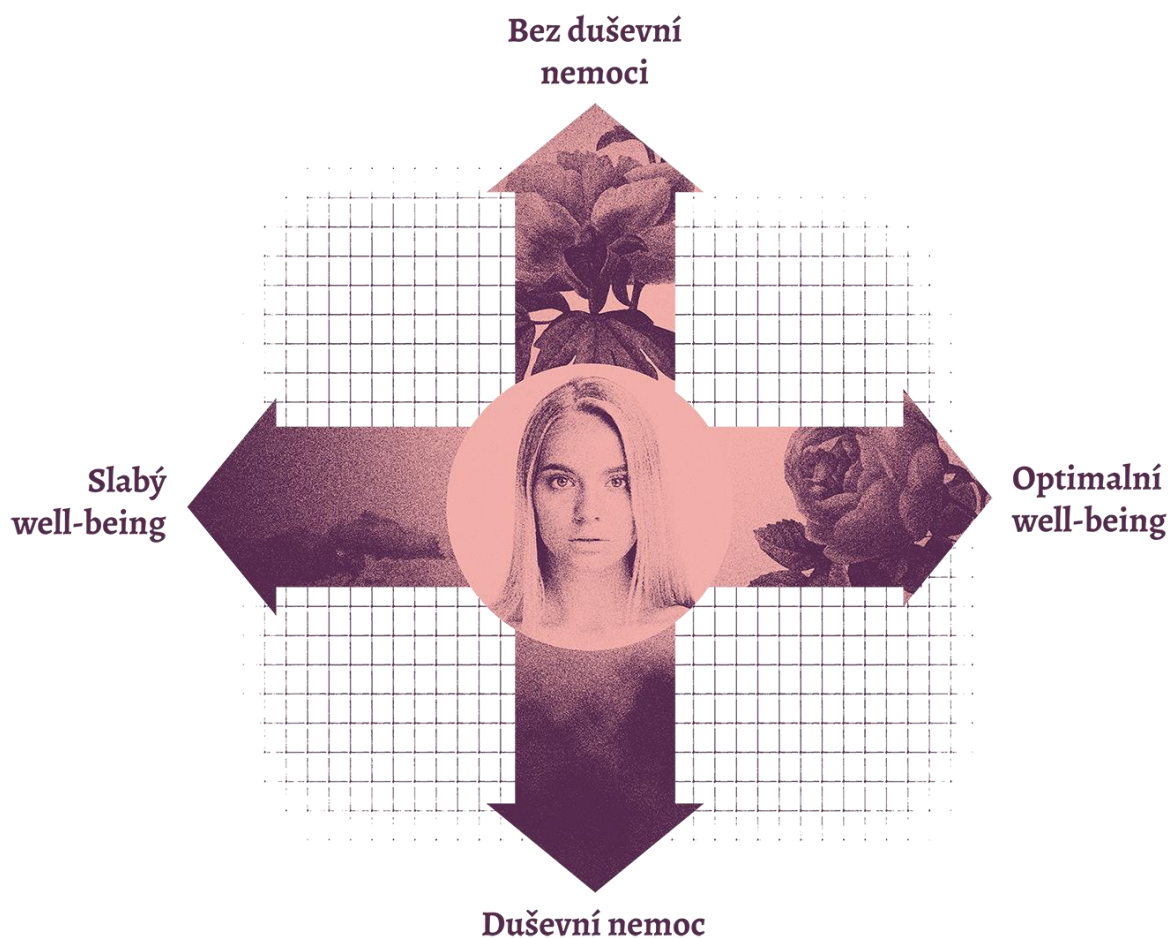 Bez duševní
nemoci
Slabý
well-being
Optimalní
well-being
Duševní nemoc